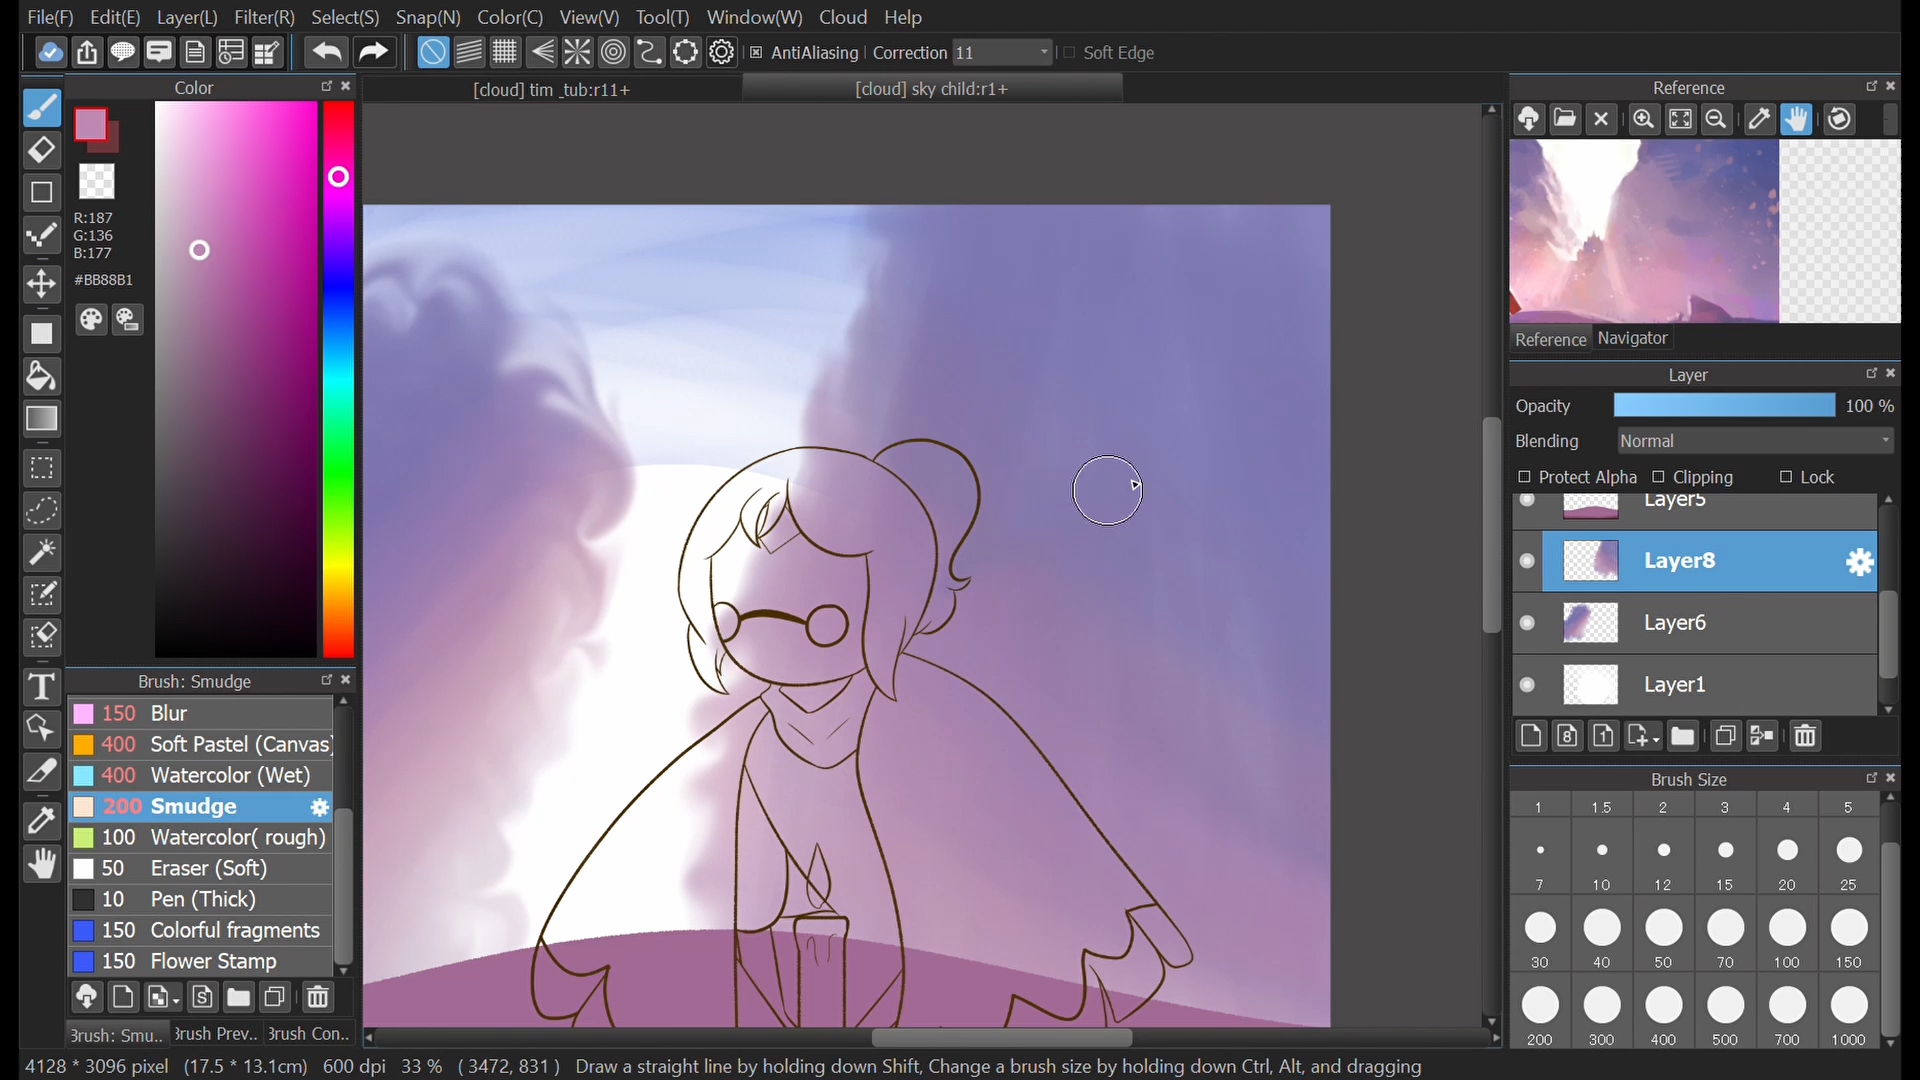 File(F) Edit(E) Layer(L) Filter(R) Select(S) Snap(N) Color(C) View(V) Tool(T) Window(W) Cloud Help
AntiAliasing Correction 11 Soft Edge
Color
[cloud] tim _tub:r11+
[cloud] sky child:r1+
Reference
R:187
G:136
B:177
#BB88B1
Reference Navigator
Layer
Opacity 100 %
Blending Normal
Protect Alpha Clipping Lock
Layer5
Layer8
Layer6
Layer1
Brush: Smudge
150 Blur
400 Soft Pastel (Canvas)
400 Watercolor (Wet)
200 Smudge
100 Watercolor( rough)
50 Eraser (Soft)
10 Pen (Thick)
150 Colorful fragments
150 Flower Stamp
Brush: Smu.. Brush Prev.. Brush Con..
Brush Size
1 1.5 2 3 4 5
7 10 12 15 20 25
30 40 50 70 100 150
200 300 400 500 700 1000
4128 * 3096 pixel (17.5 * 13.1cm) 600 dpi 33 % ( 3472, 831 ) Draw a straight line by holding down Shift, Change a brush size by holding down Ctrl, Alt, and dragging